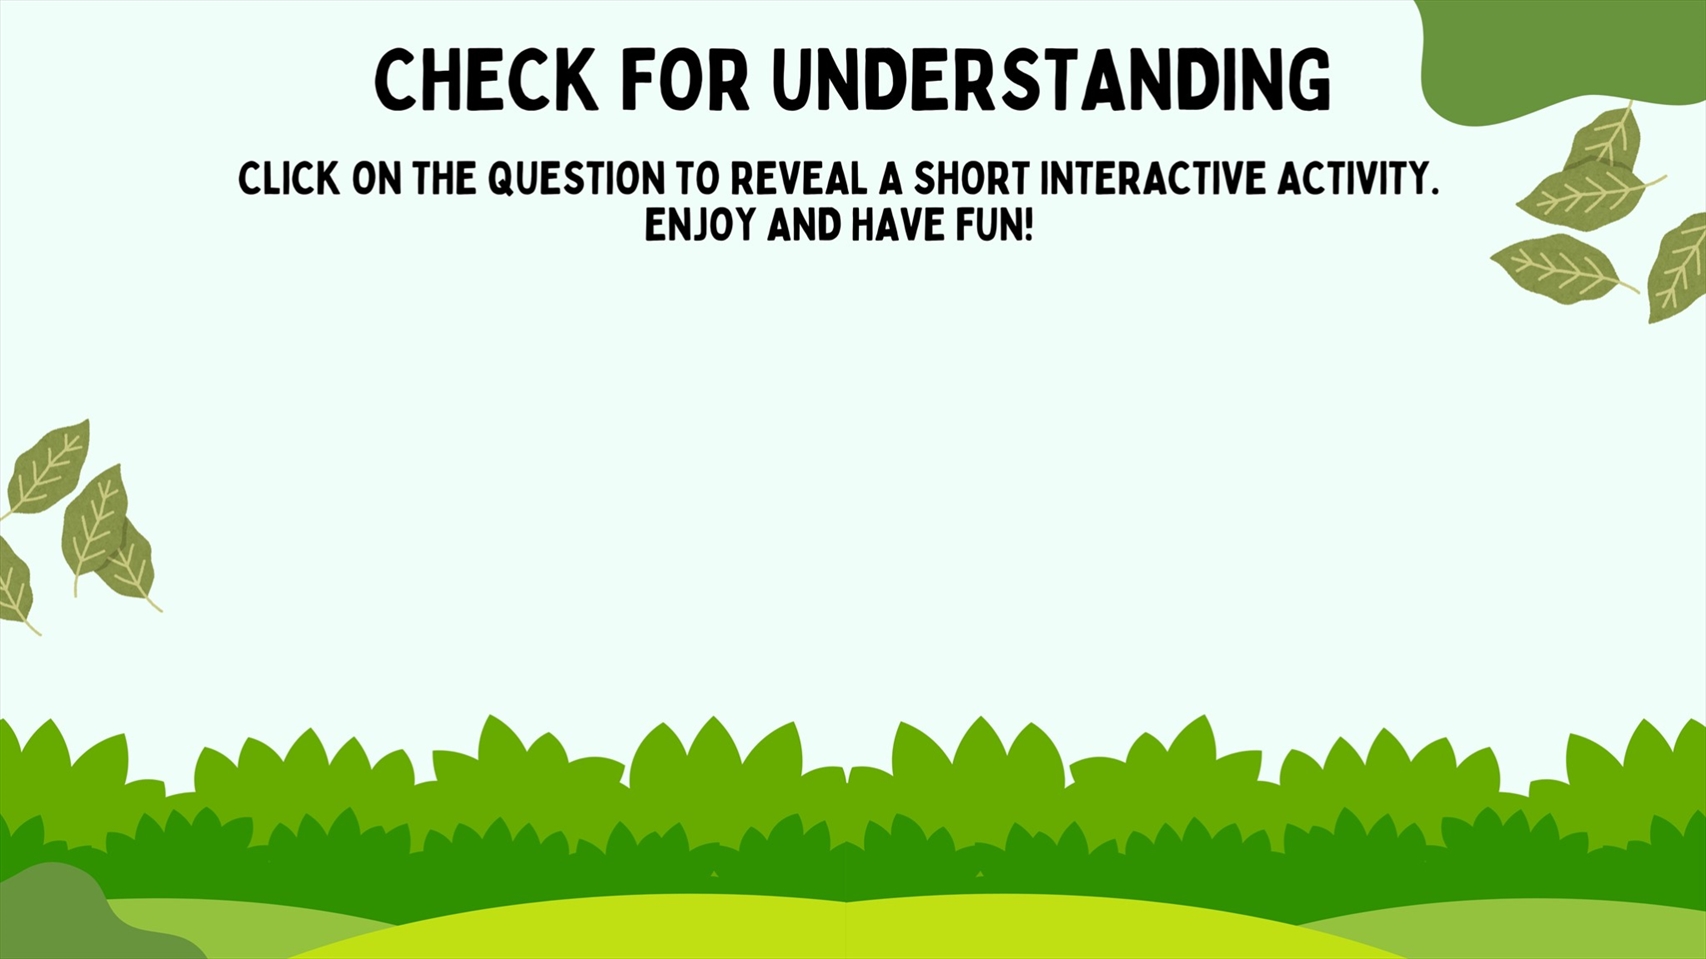 CHECK FOR UNDERSTANDING
CLICK ON THE QUESTION TO REVEAL A SHORT INTERACTIVE ACTIVITY.
ENJOY AND HAVE FUN!